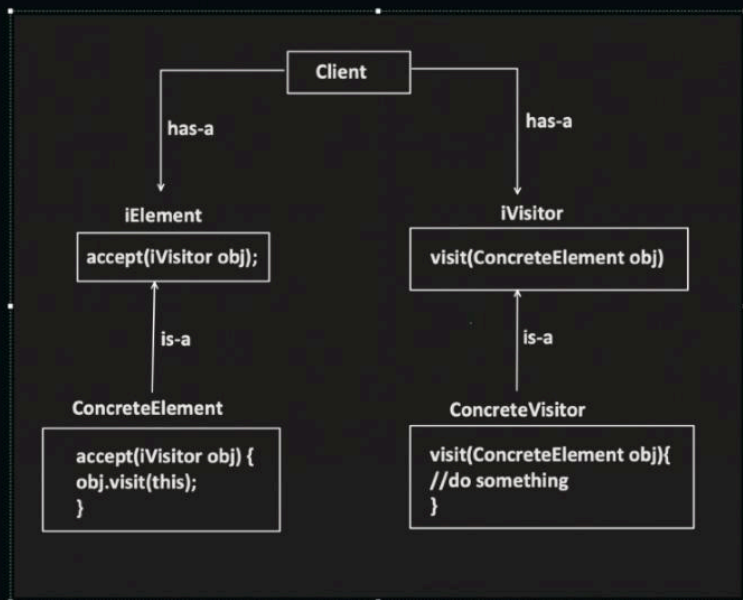 Client
has-a
has-a
iElement
iVisitor
accept(iVisitor obj);
visit(ConcreteElement obj)
is-a
is-a
ConcreteElement
ConcreteVisitor
accept(iVisitor obj) {
obj.visit(this);
}
visit(ConcreteElement obj){
//do something
}